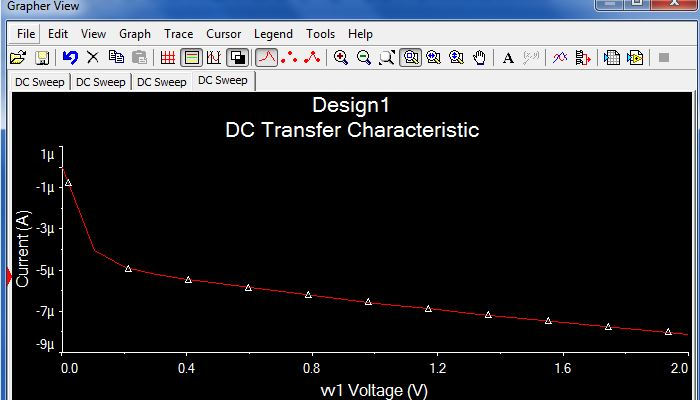 Grapher View
File Edit View Graph Trace Cursor Legend Tools Help
A
DC Sweep DC Sweep DC Sweep DC Sweep
Design1
DC Transfer Characteristic
1µ
-1µ
-3µ
-5µ
-7µ
-9µ
Current (A)
0.0 0.4 0.8 1.2 1.6 2.0
vv1 Voltage (V)